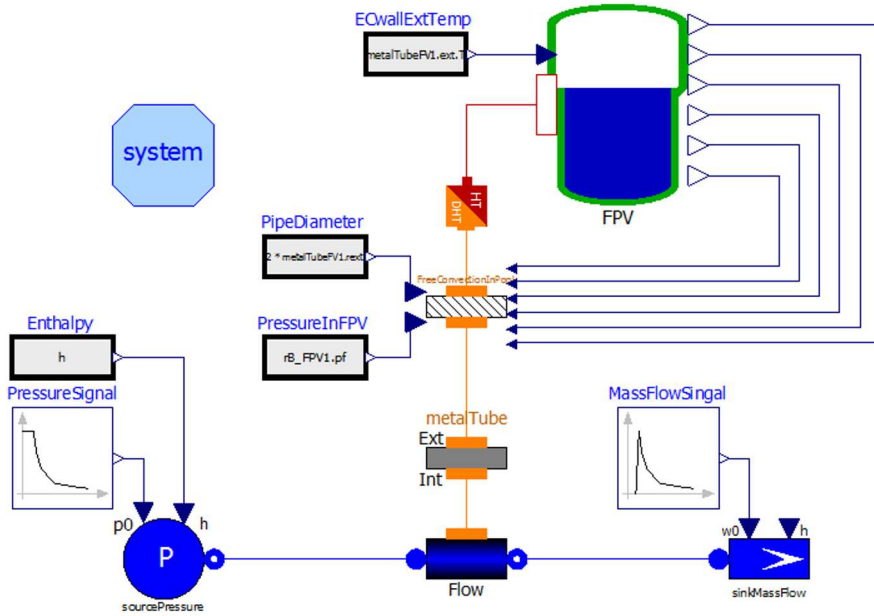 ECwallExtTemp
metalTubeFV1.ext.T
system
HT
DHT
FPV
PipeDiameter
2 * metalTubeFV1.rext
FreeConvectionInPool
Enthalpy
h
PressureInFPV
rB_FPV1.pf
PressureSignal
metalTube
Ext
Int
MassFlowSingal
p0
h
P
sourcePressure
Flow
w0
h
sinkMassFlow